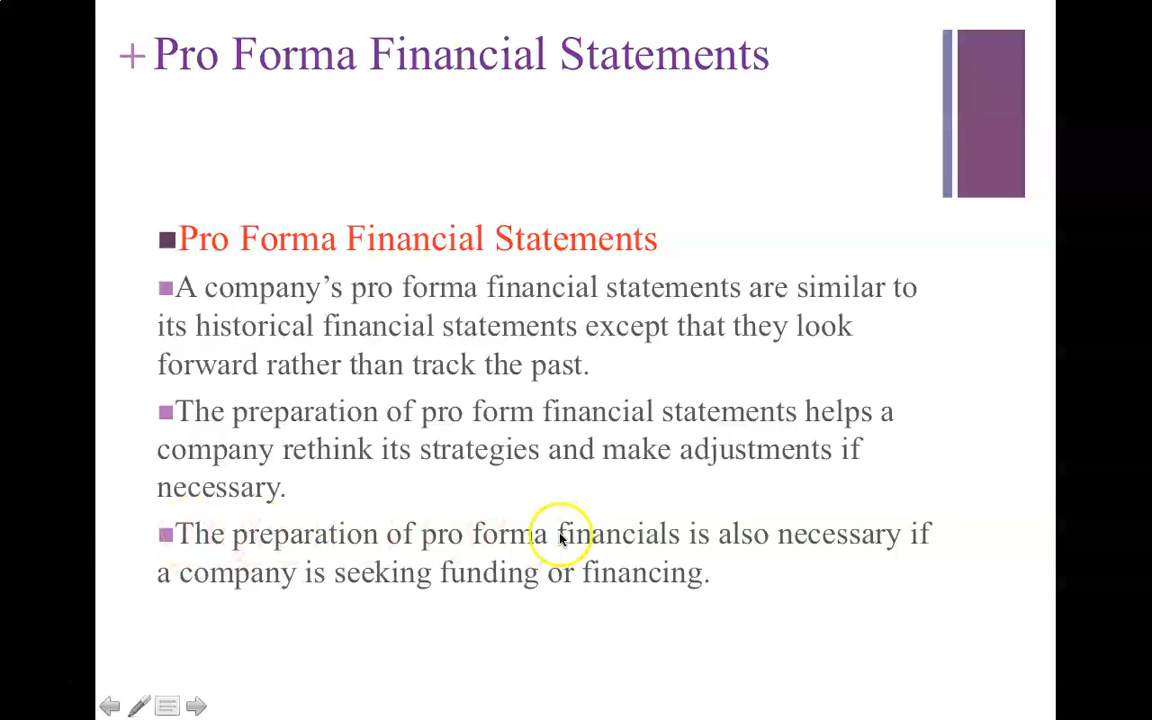 + Pro Forma Financial Statements
■Pro Forma Financial Statements
■A company’s pro forma financial statements are similar to
its historical financial statements except that they look
forward rather than track the past.
■The preparation of pro form financial statements helps a
company rethink its strategies and make adjustments if
necessary.
■The preparation of pro forma financials is also necessary if
a company is seeking funding or financing.